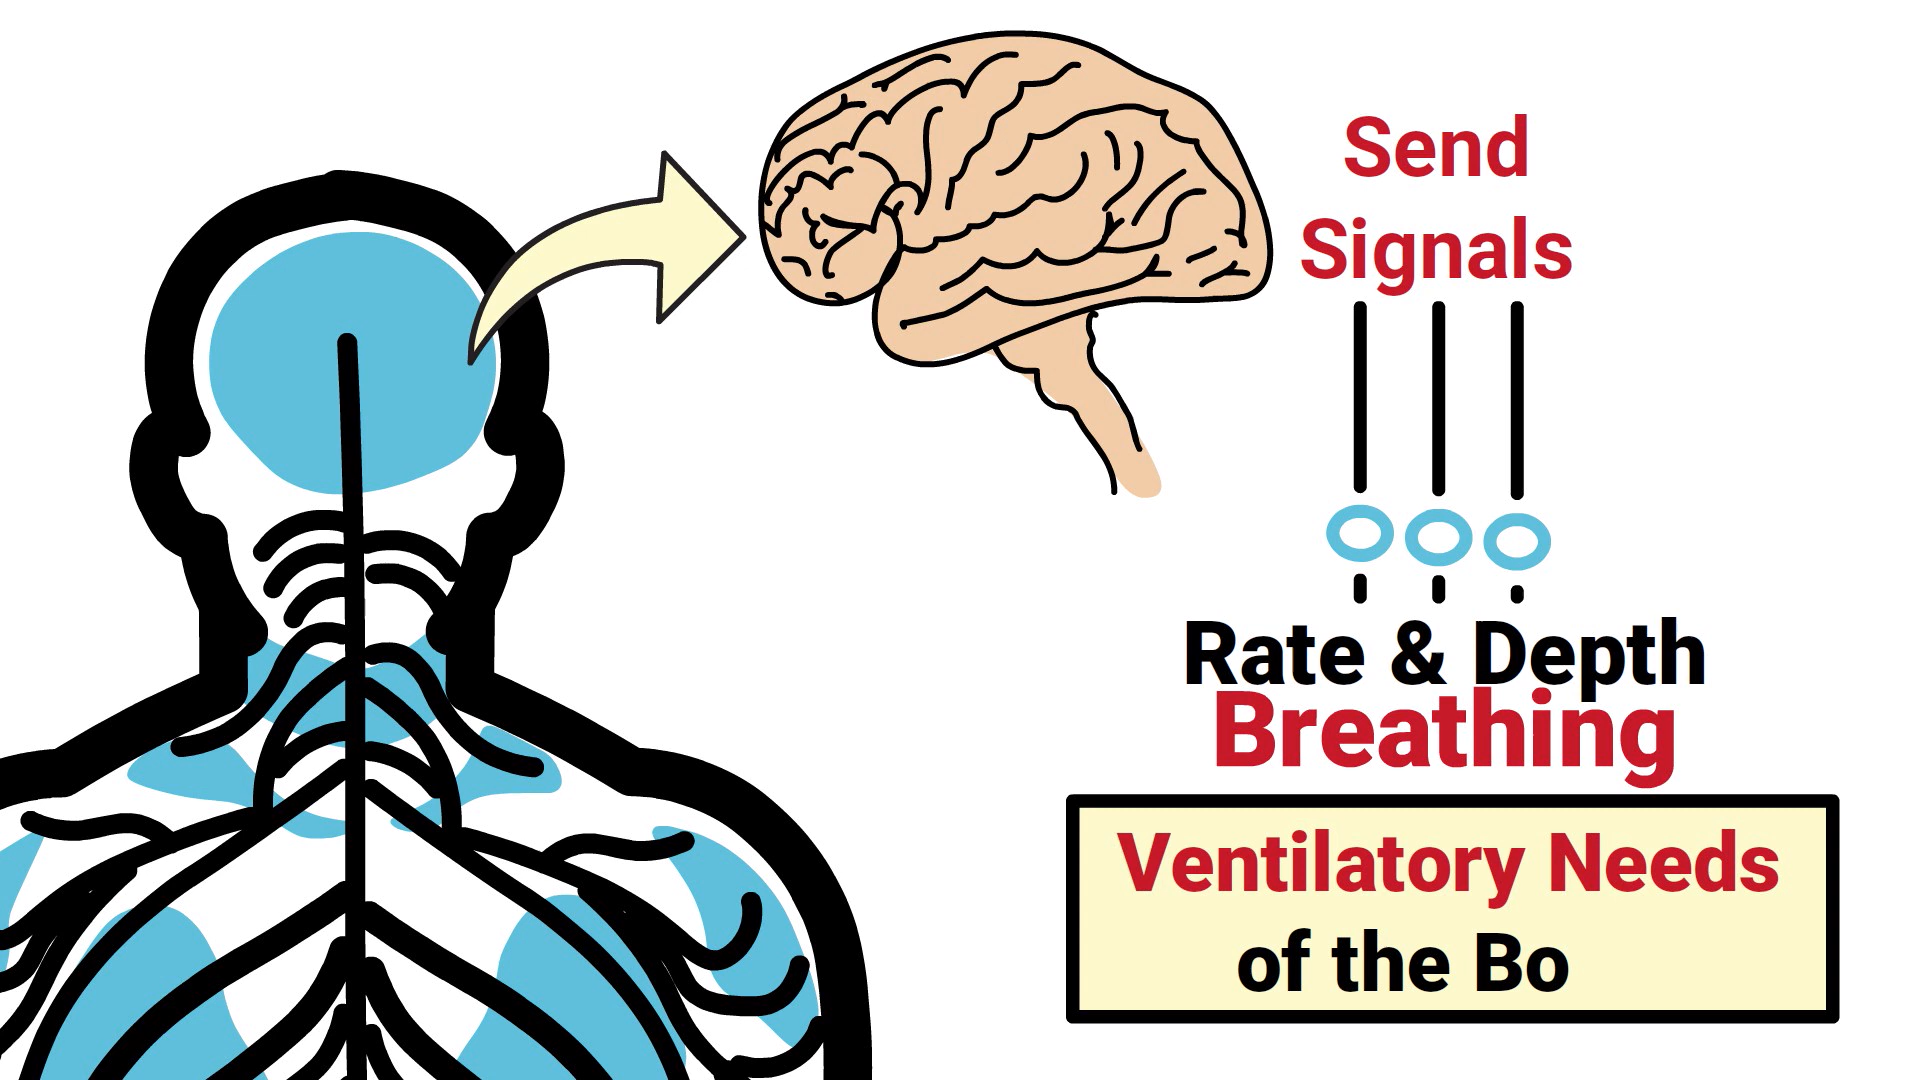 Send
Signals
Rate & Depth
Breathing
Ventilatory Needs
of the Bo